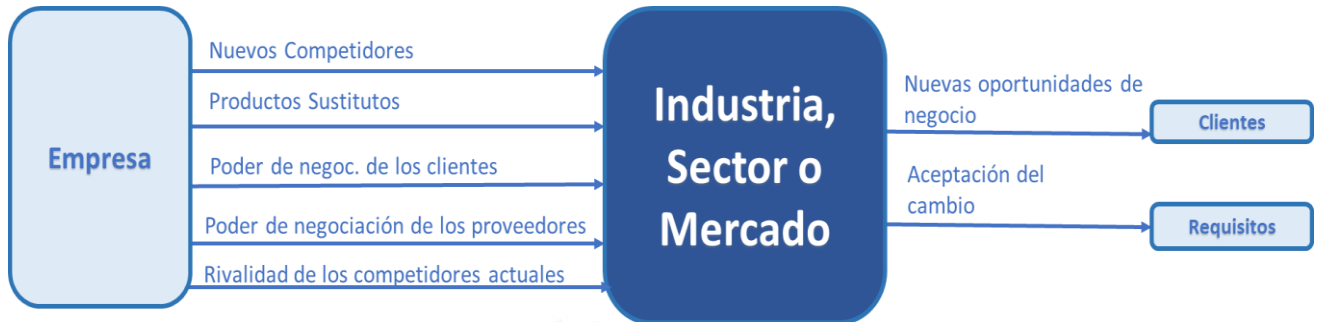 Empresa
Nuevos Competidores
Productos Sustitutos
Poder de negoc. de los clientes
Poder de negociación de los proveedores
Rivalidad de los competidores actuales
Industria,
Sector o
Mercado
Nuevas oportunidades de
negocio
Clientes
Aceptación del
cambio
Requisitos